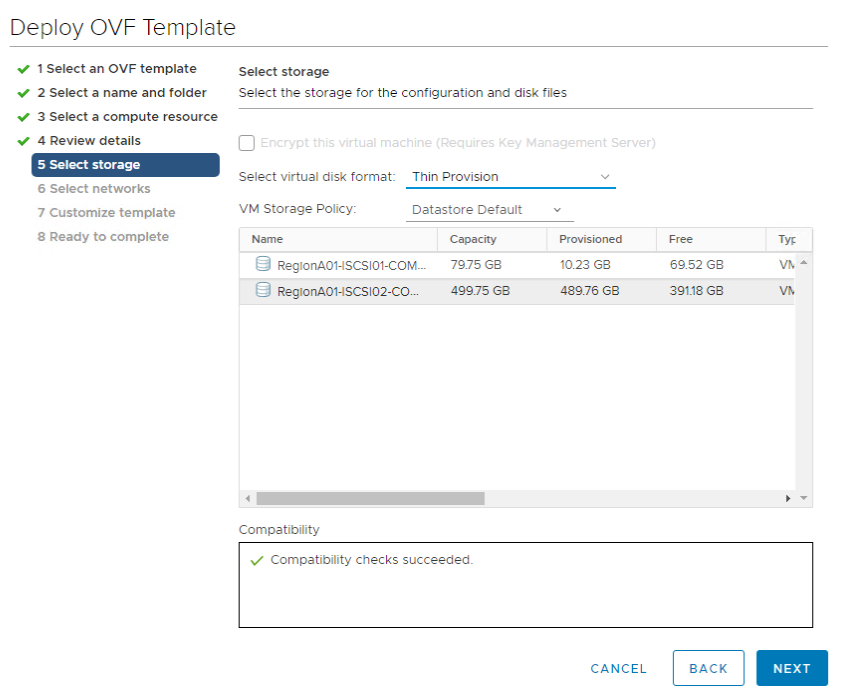 Deploy OVF Template
1 Select an OVF template
2 Select a name and folder
3 Select a compute resource
4 Review details
5 Select storage
6 Select networks
7 Customize template
8 Ready to complete
Select storage
Select the storage for the configuration and disk files
Encrypt this virtual machine (Requires Key Management Server)
Select virtual disk format: Thin Provision
VM Storage Policy: Datastore Default
Name Capacity Provisioned Free Typ
RegionA01-ISCSI01-COM... 79.75 GB 10.23 GB 69.52 GB VM
RegionA01-ISCSI02-CO... 499.75 GB 489.76 GB 391.18 GB VM
Compatibility
Compatibility checks succeeded.
CANCEL BACK NEXT